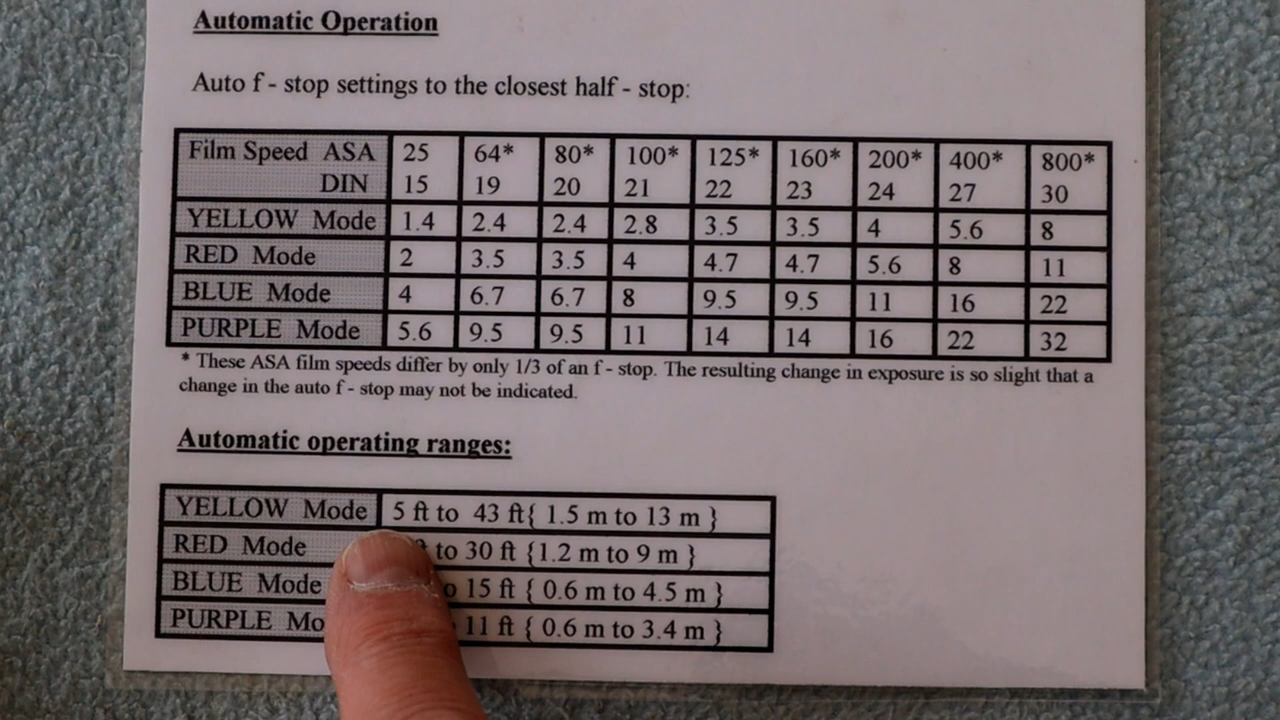 Automatic Operation
Auto f - stop settings to the closest half - stop:
Film Speed ASA 25 64* 80* 100* 125* 160* 200* 400* 800*
DIN 15 19 20 21 22 23 24 27 30
YELLOW Mode 1.4 2.4 2.4 2.8 3.5 3.5 4 5.6 8
RED Mode 2 3.5 3.5 4 4.7 4.7 5.6 8 11
BLUE Mode 4 6.7 6.7 8 9.5 9.5 11 16 22
PURPLE Mode 5.6 9.5 9.5 11 14 14 16 22 32
* These ASA film speeds differ by only 1/3 of an f - stop. The resulting change in exposure is so slight that a
change in the auto f - stop may not be indicated.
Automatic operating ranges:
YELLOW Mode 5 ft to 43 ft{ 1.5 m to 13 m }
RED Mode to 30 ft {1.2 m to 9 m }
BLUE Mode 15 ft { 0.6 m to 4.5 m }
PURPLE 11 ft { 0.6 m to 3.4 m }